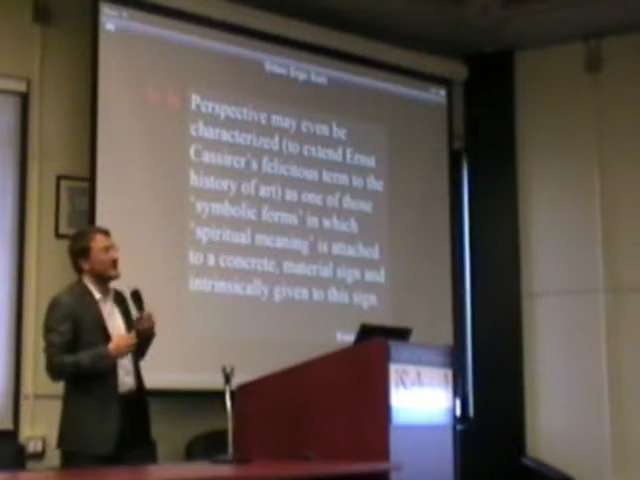 Perspective may even be
characterized (to extend Ernst
Cassirer's felicitous term to the
history of art) as one of those
'symbolic forms' in which
'spiritual meaning' is attached
to a concrete, material sign and
intrinsically given to this sign